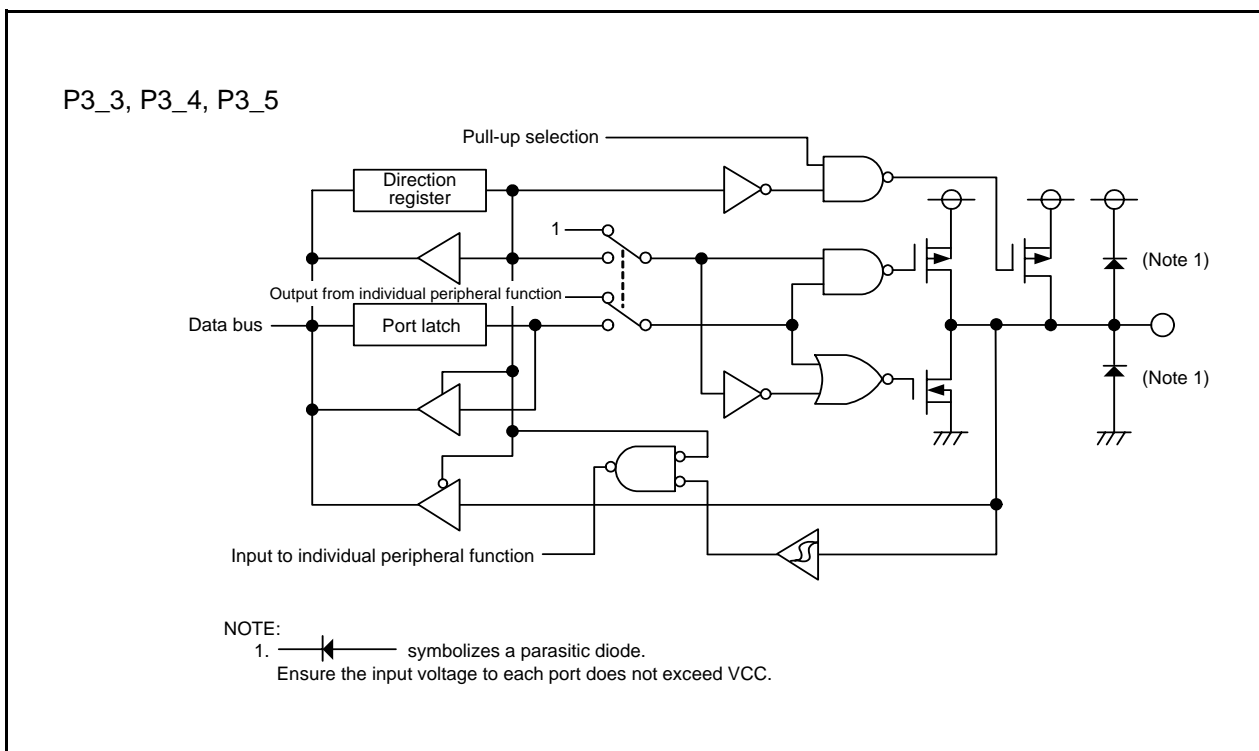 P3_3, P3_4, P3_5
Pull-up selection
Direction
register
1
(Note 1)
Output from individual peripheral function
Data bus
Port latch
(Note 1)
Input to individual peripheral function
NOTE:
1. symbolizes a parasitic diode.
Ensure the input voltage to each port does not exceed VCC.